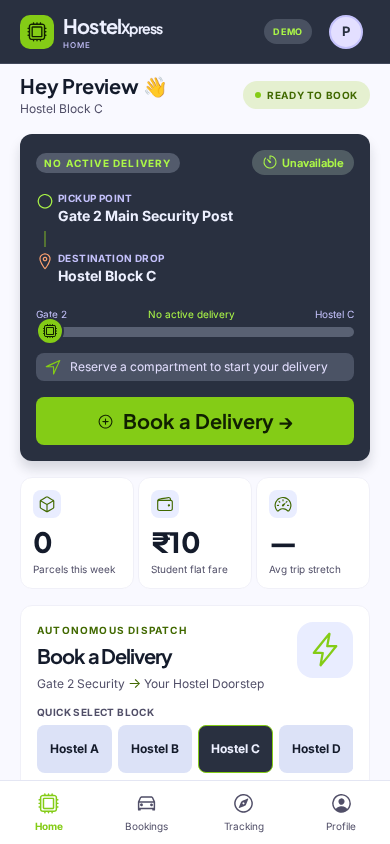 HostelXpress
HOME
DEMO
P
Hey Preview 👋
Hostel Block C
READY TO BOOK
NO ACTIVE DELIVERY
Unavailable
PICKUP POINT
Gate 2 Main Security Post
DESTINATION DROP
Hostel Block C
Gate 2
No active delivery
Hostel C
Reserve a compartment to start your delivery
Book a Delivery →
0
Parcels this week
₹10
Student flat fare
—
Avg trip stretch
AUTONOMOUS DISPATCH
Book a Delivery
Gate 2 Security → Your Hostel Doorstep
QUICK SELECT BLOCK
Hostel A
Hostel B
Hostel C
Hostel D
Home
Bookings
Tracking
Profile